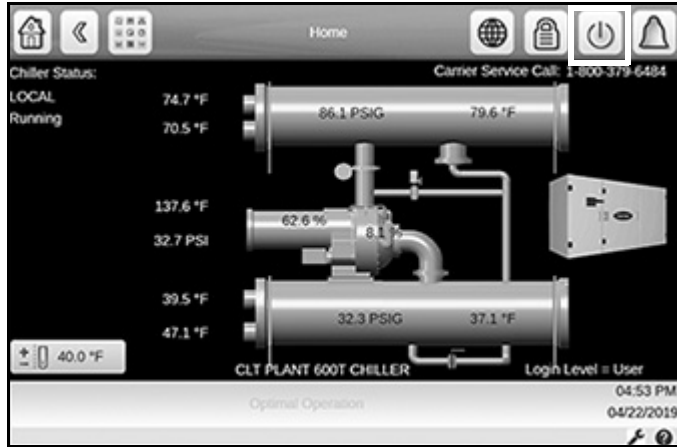 Home
Chiller Status:
Carrier Service Call: 1-800-379-6484
LOCAL
Running
74.7 °F
70.5 °F
86.1 PSIG
79.6 °F
137.6 °F
32.7 PSI
62.6 %
8.1 %
39.5 °F
47.1 °F
32.3 PSIG
37.1 °F
40.0 °F
CLT PLANT 600T CHILLER
Login Level = User
Optimal Operation
04:53 PM
04/22/2019